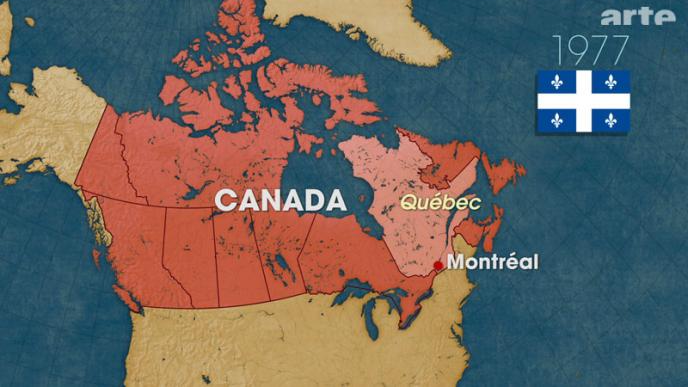 arte
1977
CANADA
Québec
Montréal